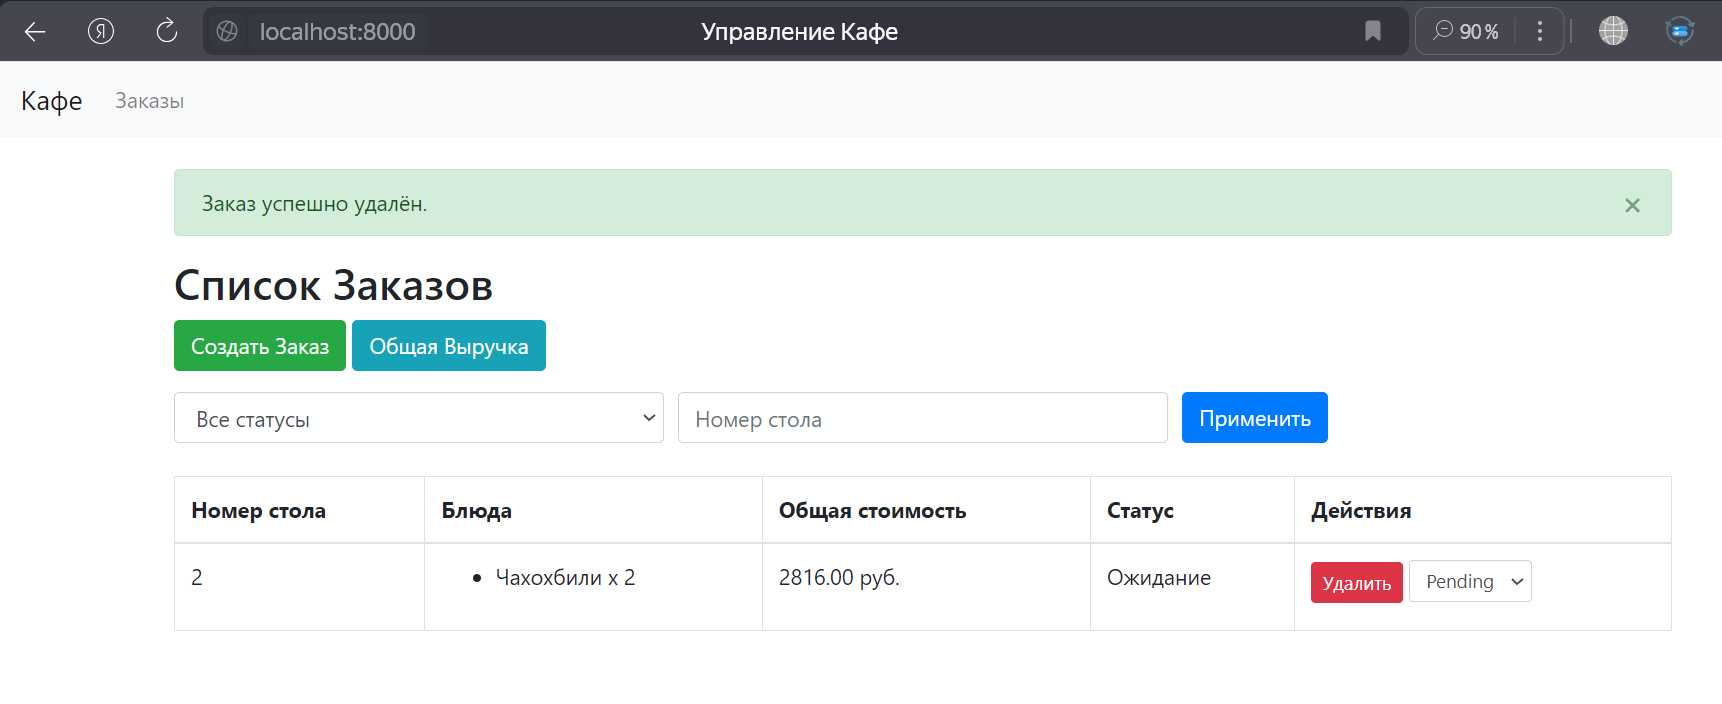 localhost:8000 Управление Кафе 90 %
Кафе Заказы
Заказ успешно удалён. ×
Список Заказов
Создать Заказ Общая Выручка
Все статусы Номер стола Применить
Номер стола Блюда Общая стоимость Статус Действия
2 • Чахохбили x 2 2816.00 руб. Ожидание Удалить Pending